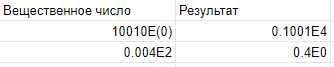 Вещественное число Результат
10010E(0) 0.1001E4
0.004E2 0.4E0